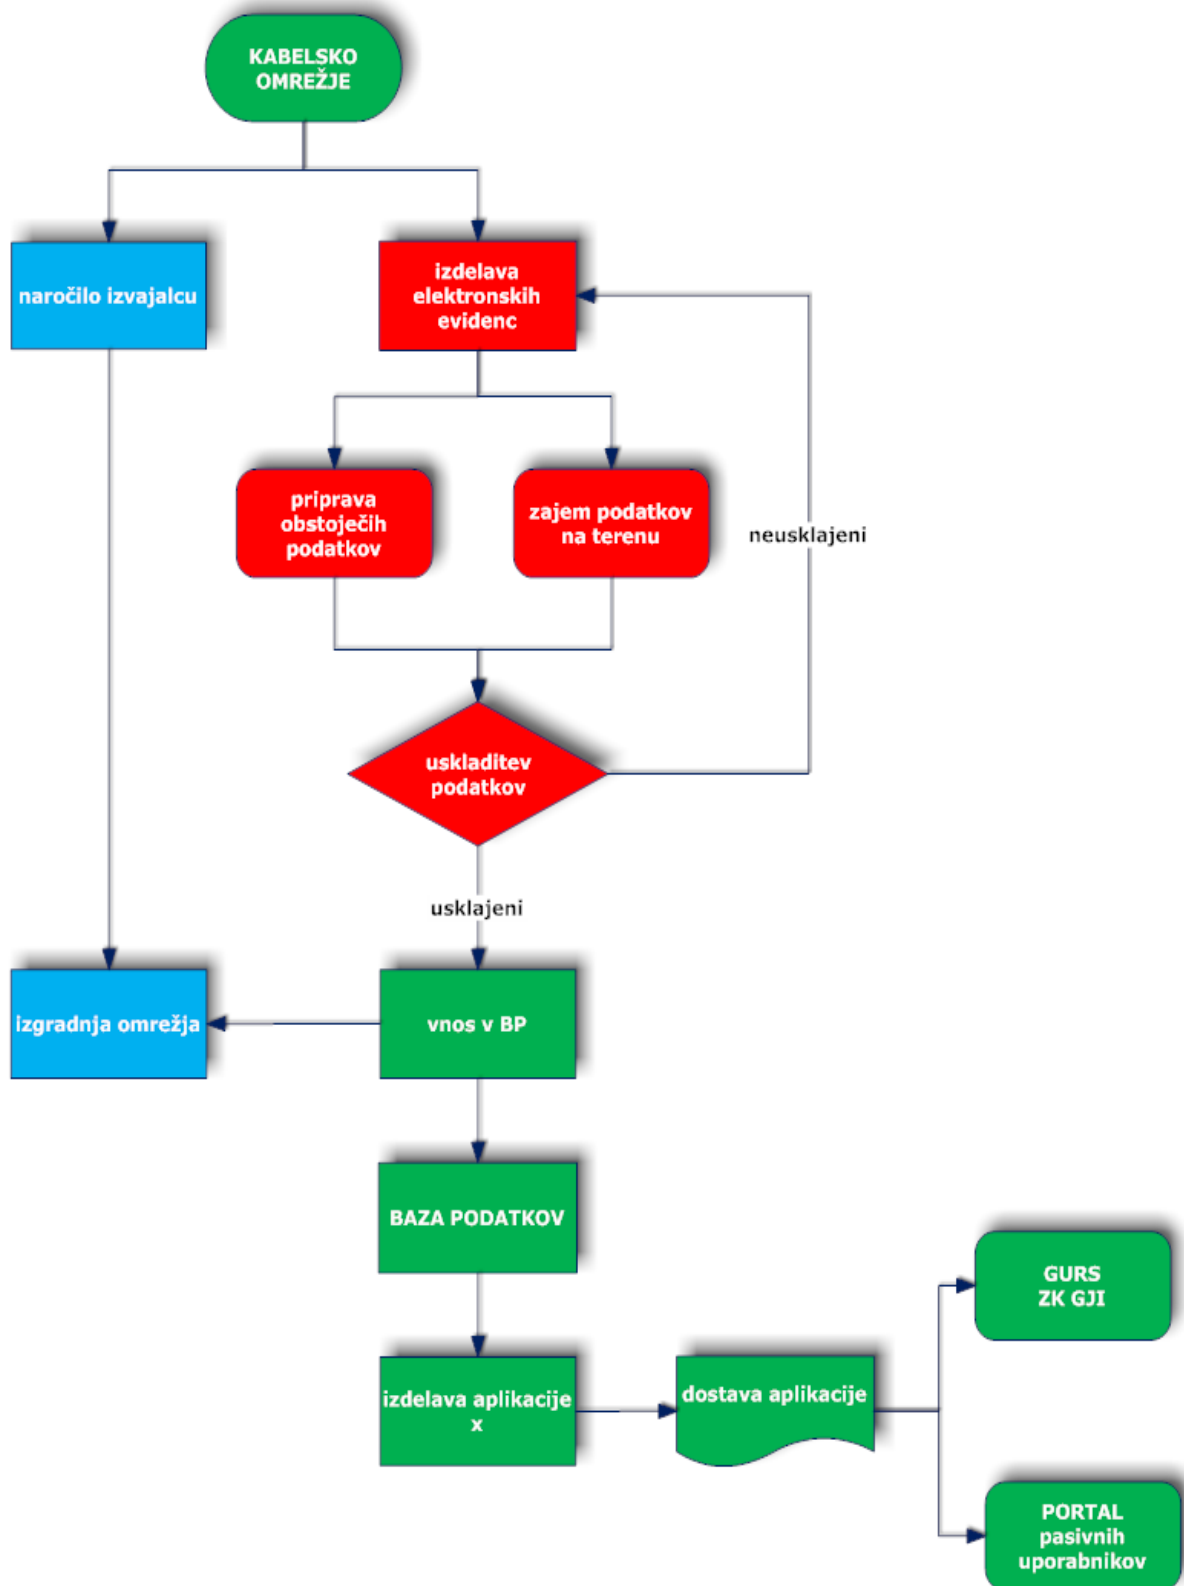 KABELSKO
OMREŽJE
naročilo izvajalcu
izdelava
elektronskih
evidenc
priprava
obstoječih
podatkov
zajem podatkov
na terenu
neusklajeni
uskladitev
podatkov
usklajeni
izgradnja omrežja
vnos v BP
BAZA PODATKOV
GURS
ZK GJI
izdelava aplikacije
x
dostava aplikacije
PORTAL
pasivnih
uporabnikov